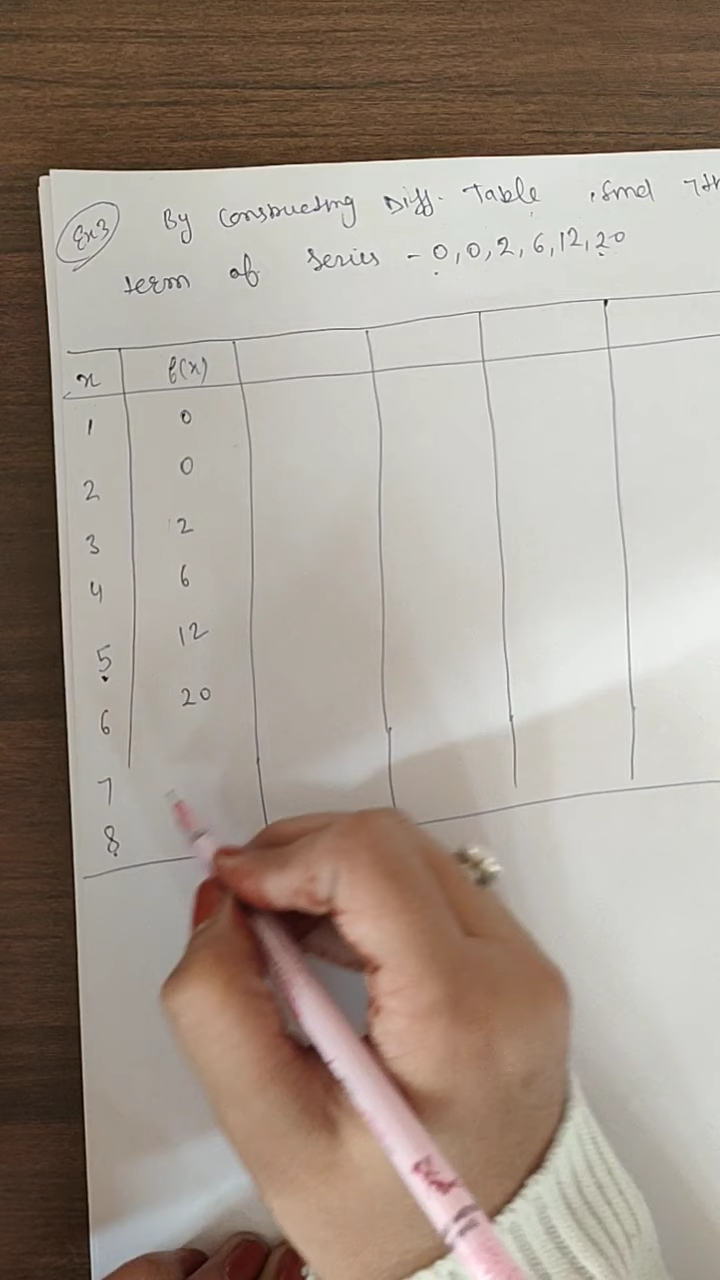 Ex3 By Constructing Diff. Table , find 7th
term of series - 0, 0, 2, 6, 12, 20
x f(x)
1 0
2 0
3 2
4 6
5 12
6 20
7
8